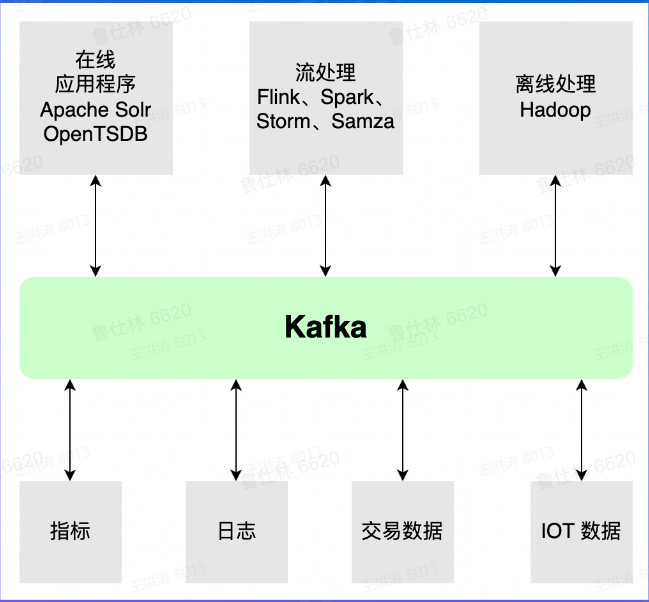 在线
应用程序
Apache Solr
OpenTSDB
流处理
Flink、Spark、
Storm、Samza
离线处理
Hadoop
Kafka
指标
日志
交易数据
IOT 数据
鲁仕林 6620
王洪涛 8013